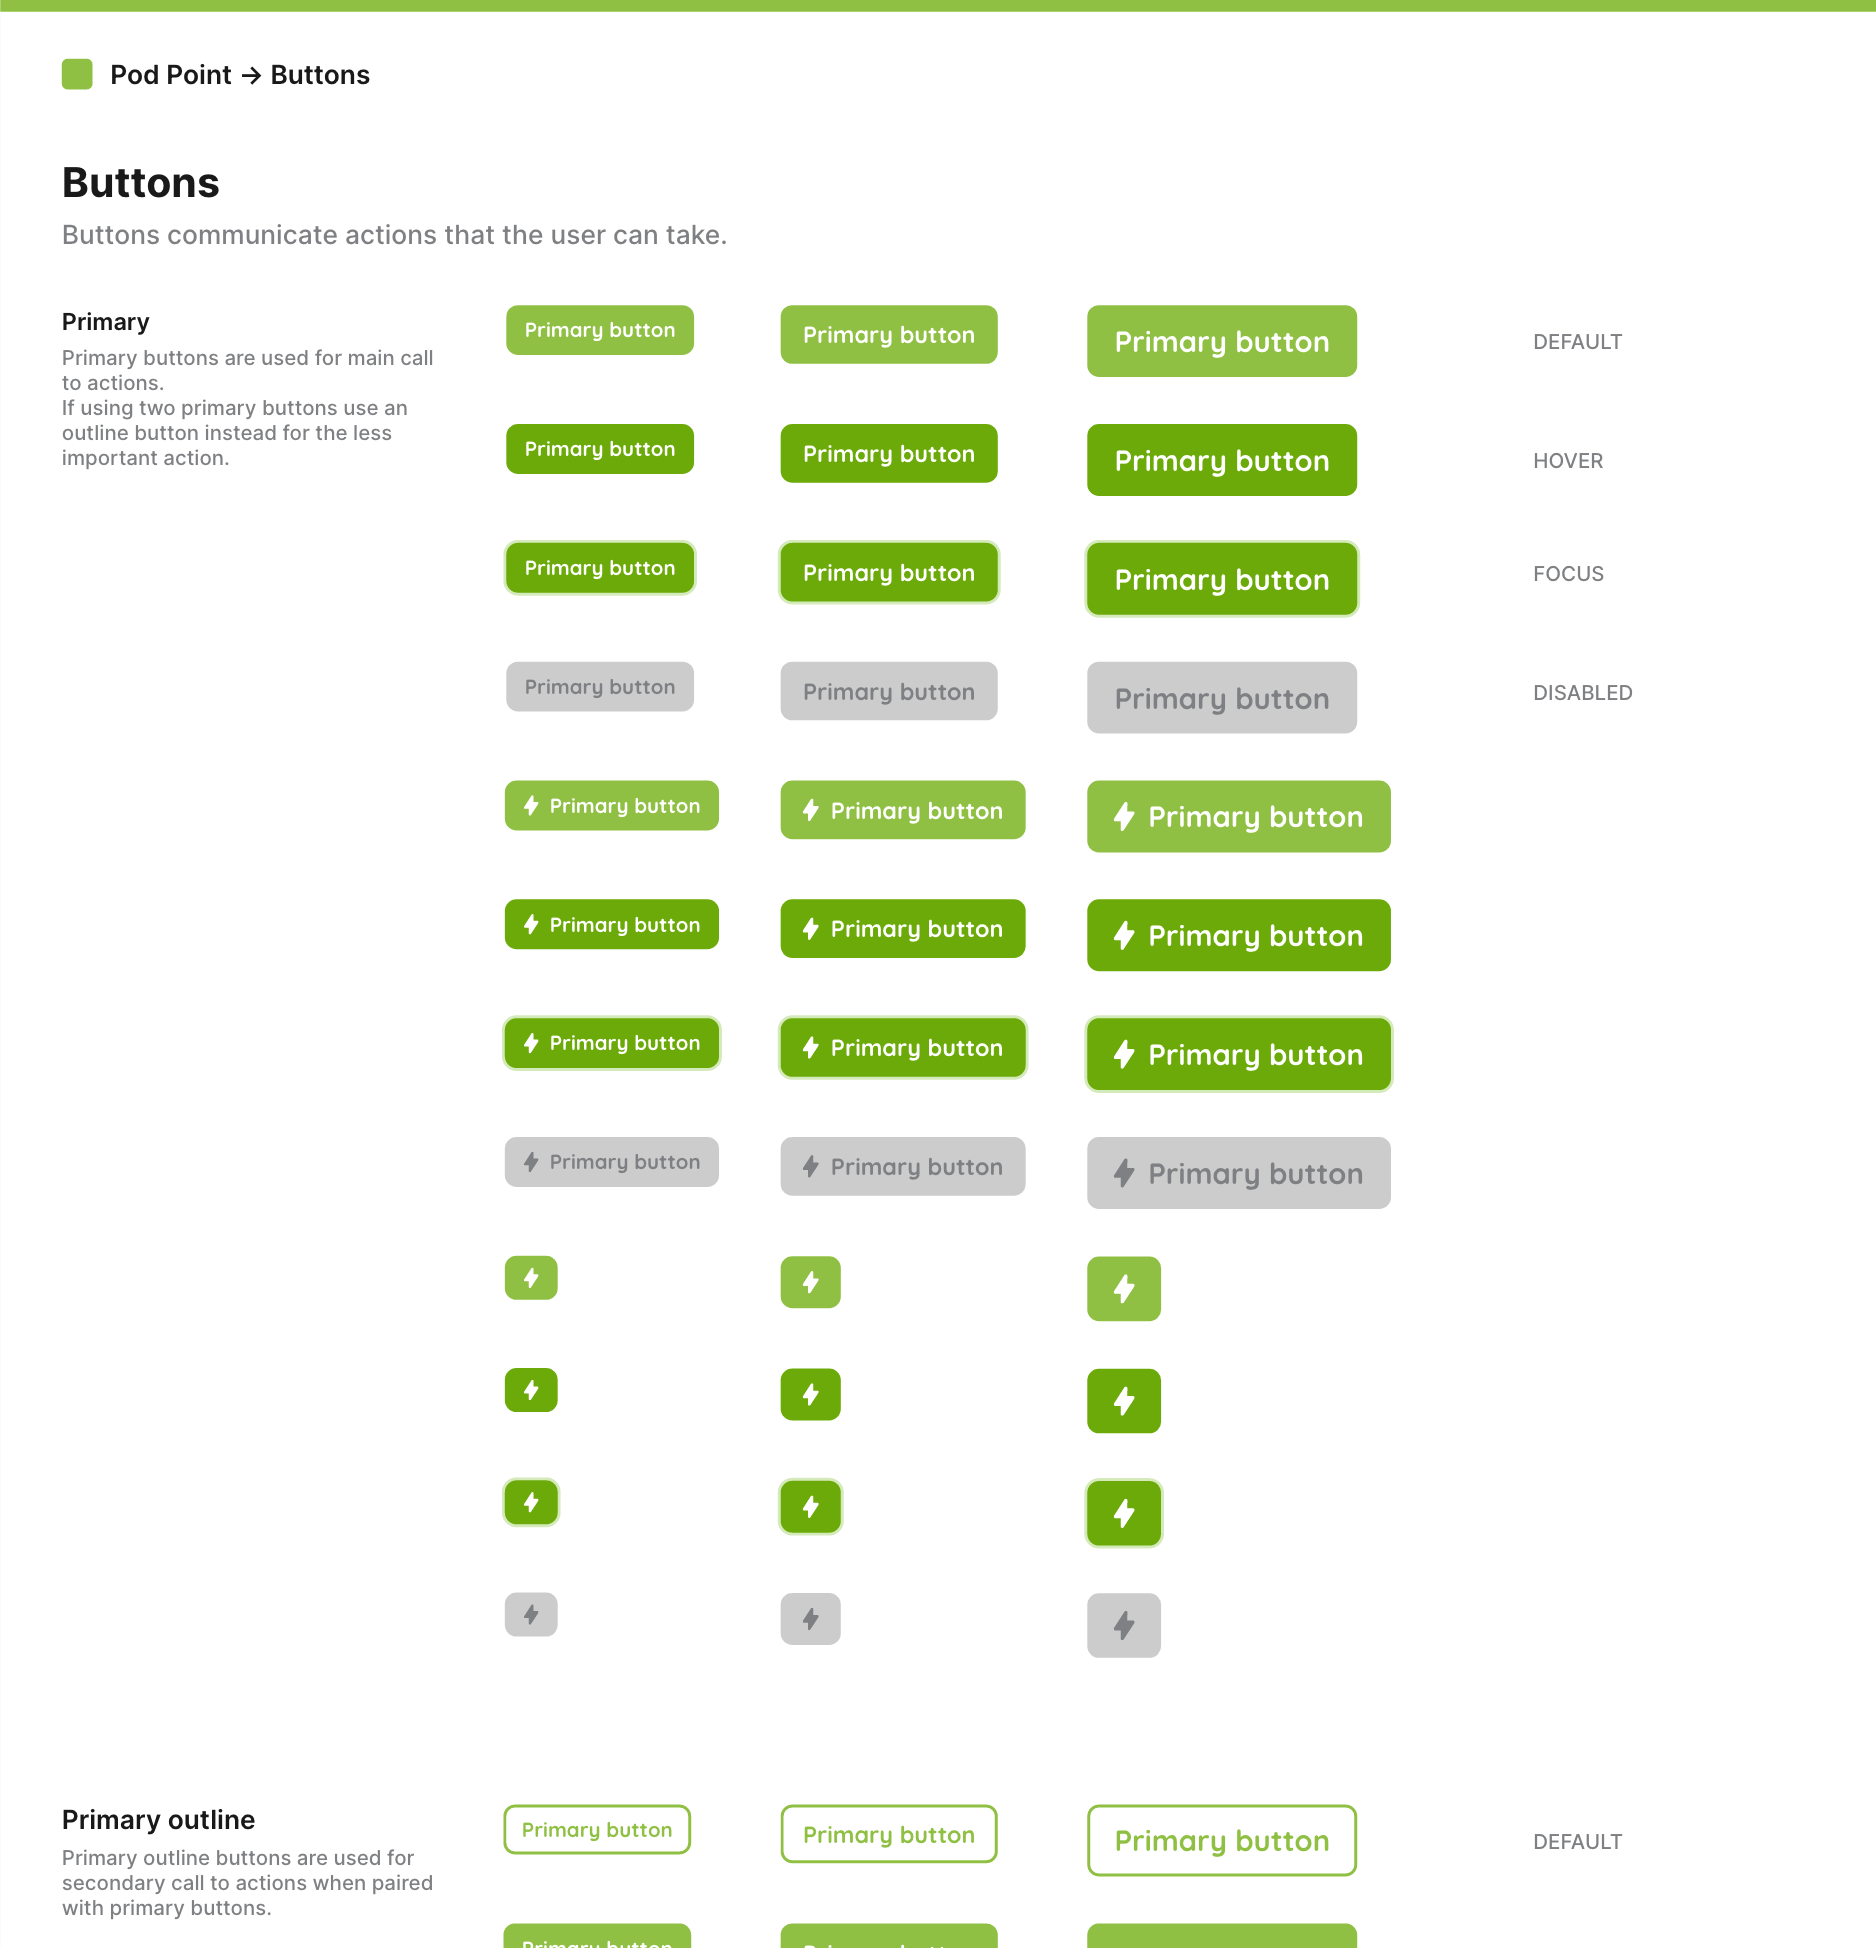 Pod Point → Buttons
Buttons
Buttons communicate actions that the user can take.
Primary
Primary buttons are used for main call
to actions.
If using two primary buttons use an
outline button instead for the less
important action.
Primary button Primary button Primary button DEFAULT
Primary button Primary button Primary button HOVER
Primary button Primary button Primary button FOCUS
Primary button Primary button Primary button DISABLED
Primary button Primary button Primary button
Primary button Primary button Primary button
Primary button Primary button Primary button
Primary button Primary button Primary button
Primary outline
Primary outline buttons are used for
secondary call to actions when paired
with primary buttons.
Primary button Primary button Primary button DEFAULT
Primary button